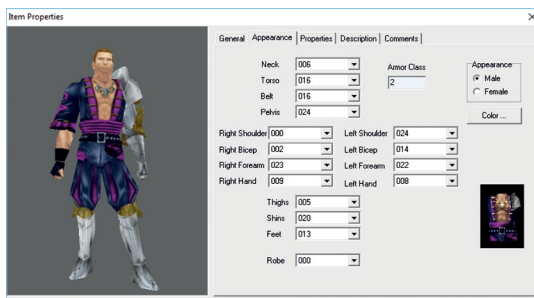 Item Properties
General Appearance Properties Description Comments
Neck 006
Torso 016
Belt 016
Pelvis 024
Armor Class
2
Appearance
Male
Female
Color ...
Right Shoulder 000 Left Shoulder 024
Right Bicep 002 Left Bicep 014
Right Forearm 023 Left Forearm 022
Right Hand 009 Left Hand 008
Thighs 005
Shins 020
Feet 013
Robe 000